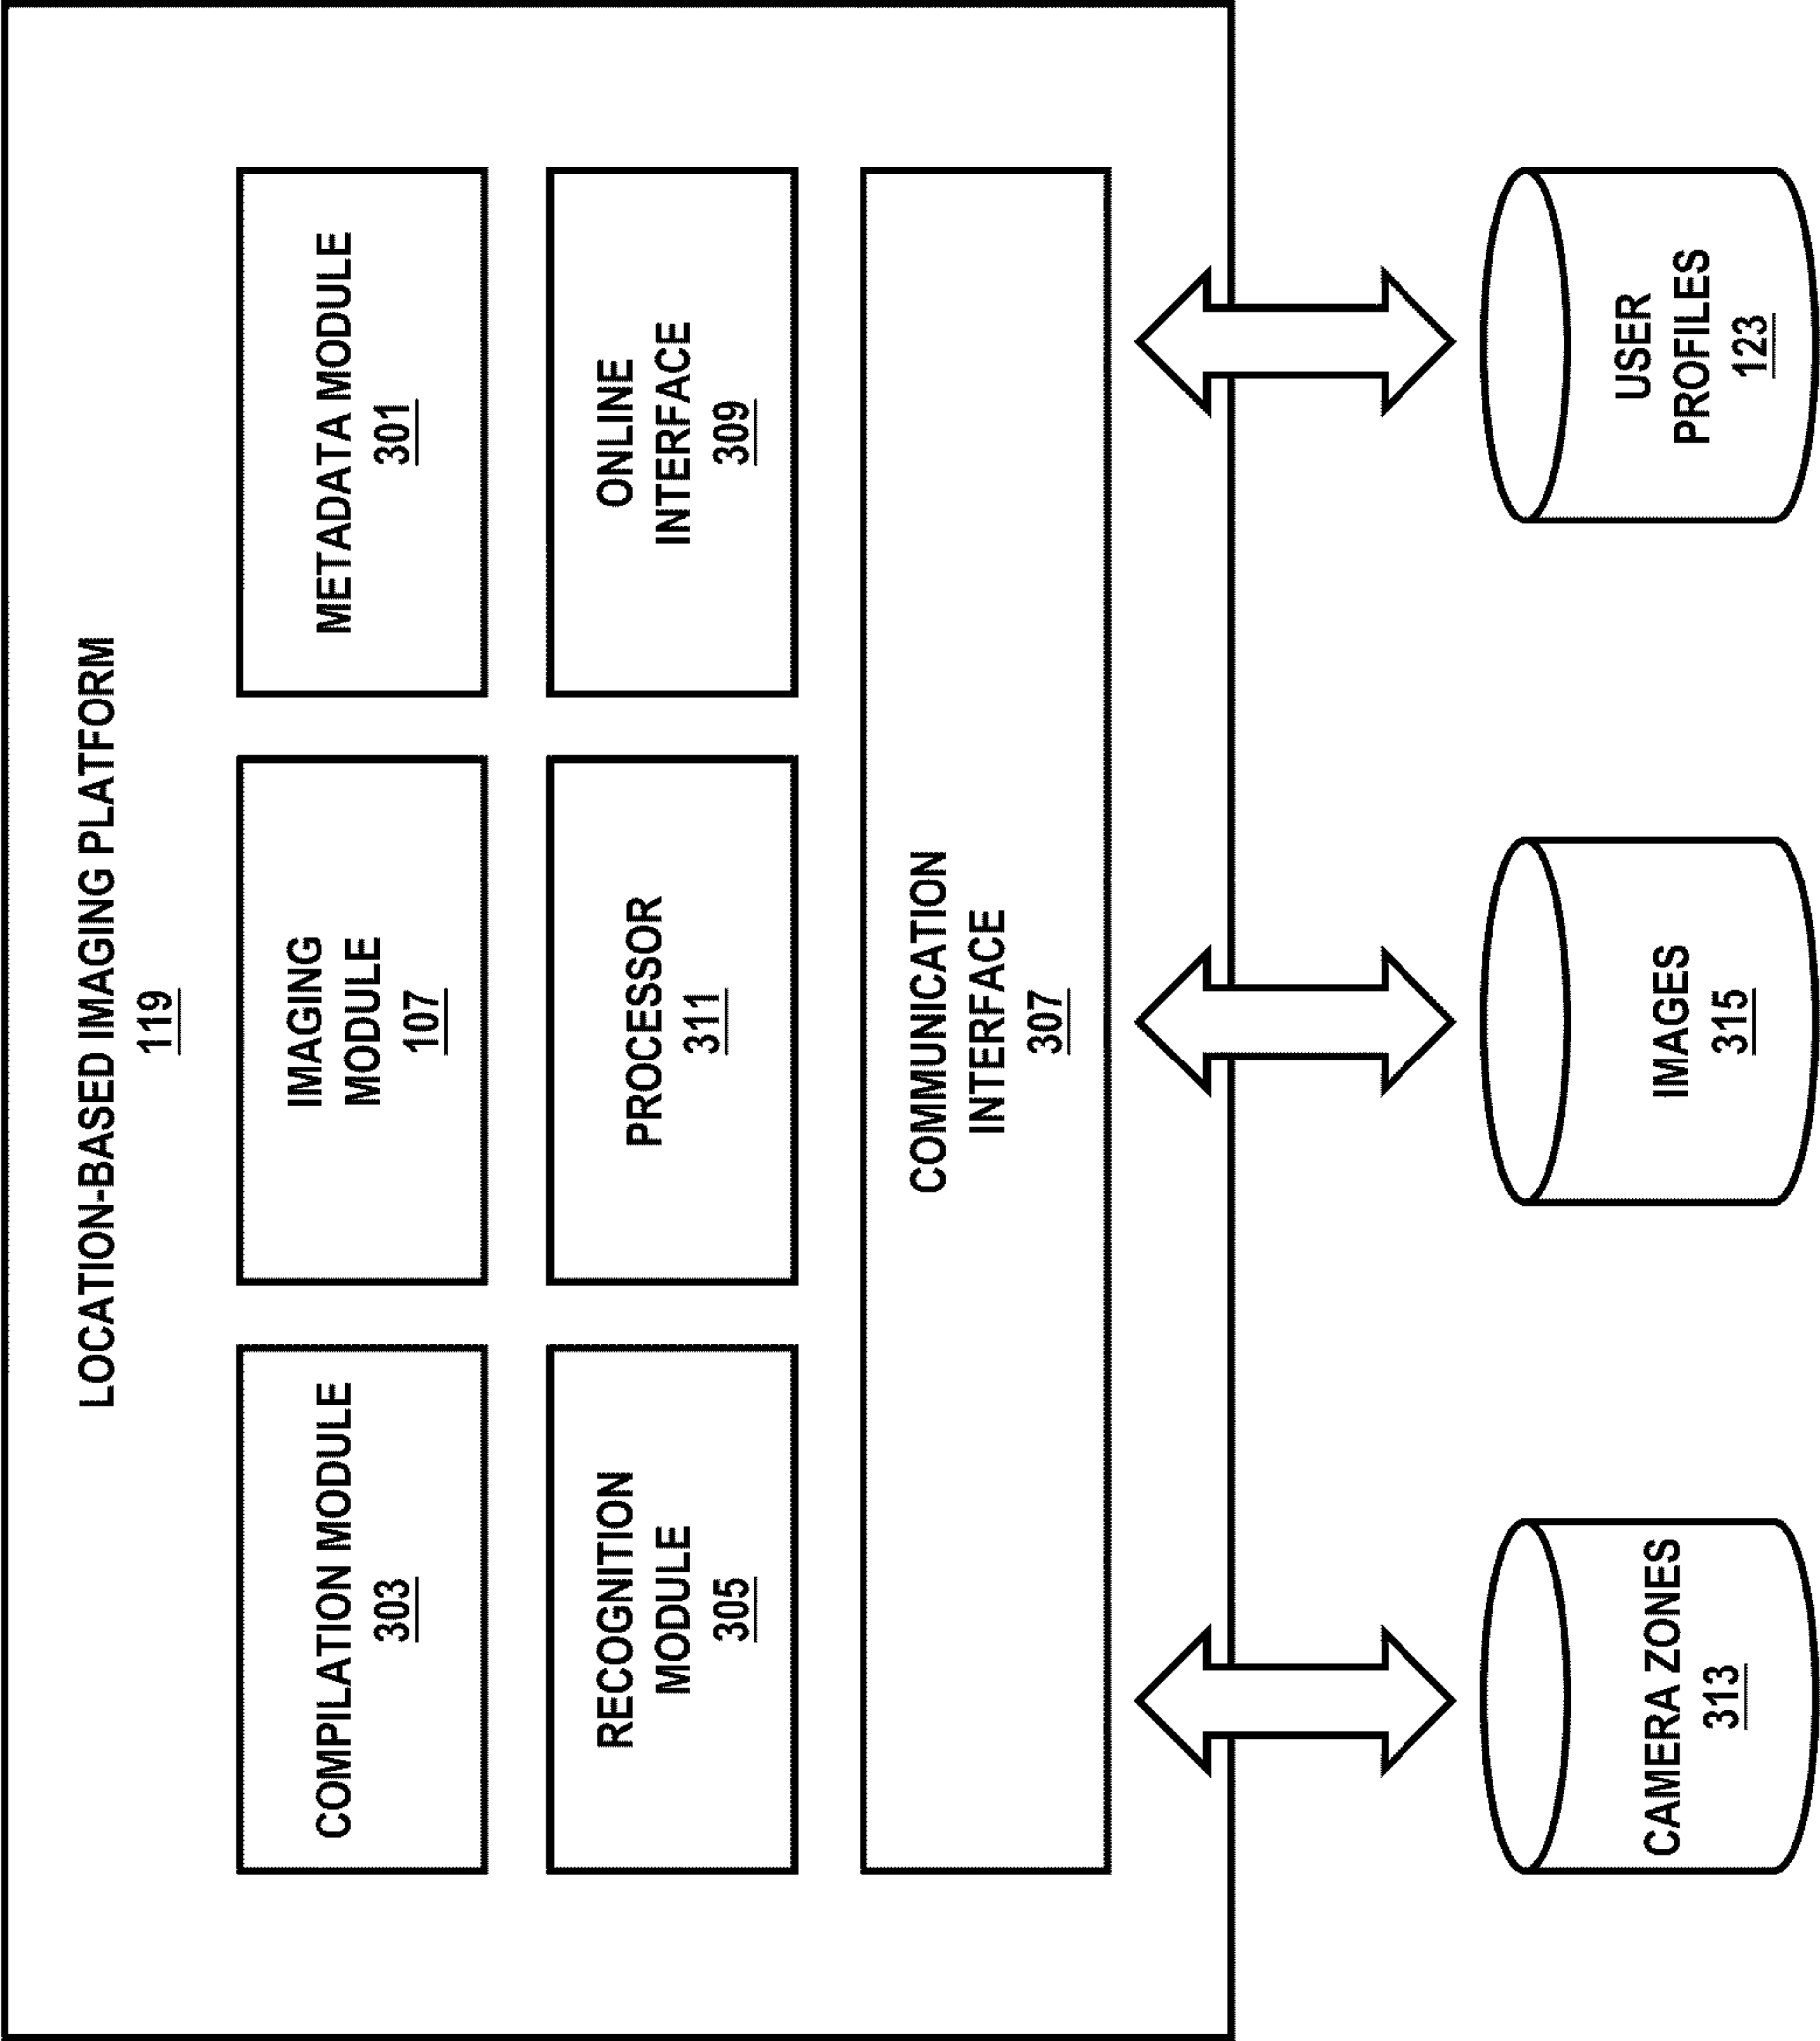 LOCATION-BASED IMAGING PLATFORM
119
COMPILATION MODULE
303
IMAGING
MODULE
107
METADATA MODULE
301
RECOGNITION
MODULE
305
PROCESSOR
311
ONLINE
INTERFACE
309
COMMUNICATION
INTERFACE
307
CAMERA ZONES
313
IMAGES
315
USER
PROFILES
123